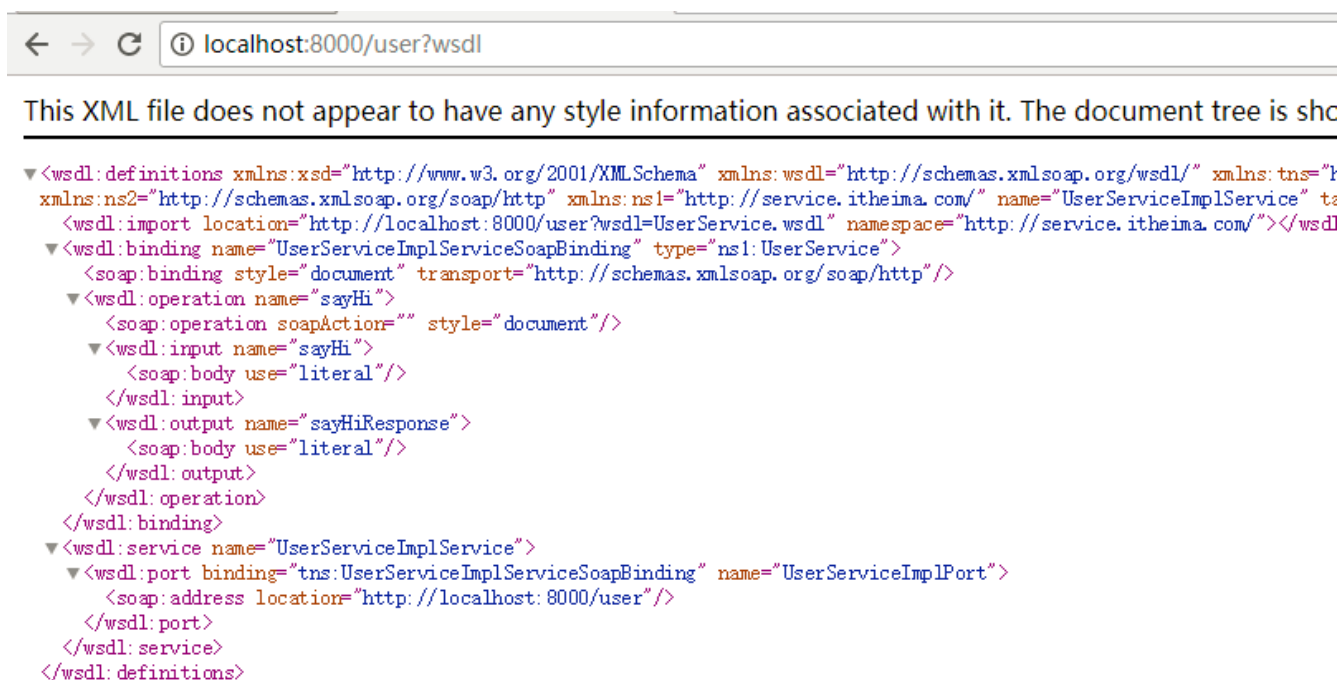 localhost:8000/user?wsdl
This XML file does not appear to have any style information associated with it. The document tree is
▼<wsdl:definitions xmlns:xsd="http://www.w3.org/2001/XMLSchema" xmlns:wsdl="http://schemas.xmlsoap.org/wsdl/" xmlns:tns="
xmlns:ns2="http://schemas.xmlsoap.org/soap/http" xmlns:ns1="http://service.itheima.com/" name="UserServiceImplService"
<wsdl:import location="http://localhost:8000/user?wsdl=UserService.wsdl" namespace="http://service.itheima.com/"></wsdl
▼<wsdl:binding name="UserServiceImplServiceSoapBinding" type="ns1:UserService">
<soap:binding style="document" transport="http://schemas.xmlsoap.org/soap/http"/>
▼<wsdl:operation name="sayHi">
<soap:operation soapAction="" style="document"/>
▼<wsdl:input name="sayHi">
<soap:body use="literal"/>
</wsdl:input>
▼<wsdl:output name="sayHiResponse">
<soap:body use="literal"/>
</wsdl:output>
</wsdl:operation>
</wsdl:binding>
▼<wsdl:service name="UserServiceImplService">
▼<wsdl:port binding="tns:UserServiceImplServiceSoapBinding" name="UserServiceImplPort">
<soap:address location="http://localhost:8000/user"/>
</wsdl:port>
</wsdl:service>
</wsdl:definitions>